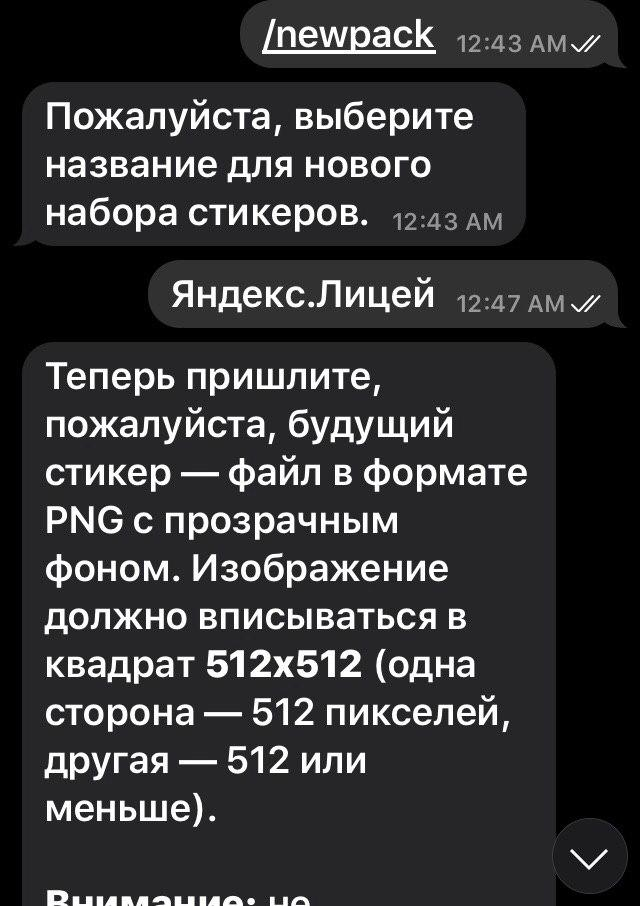 /newpack 12:43 AM
Пожалуйста, выберите
название для нового
набора стикеров. 12:43 AM
Яндекс.Лицей 12:47 AM
Теперь пришлите,
пожалуйста, будущий
стикер — файл в формате
PNG с прозрачным
фоном. Изображение
должно вписываться в
квадрат 512x512 (одна
сторона — 512 пикселей,
другая — 512 или
меньше).
Внимание: не